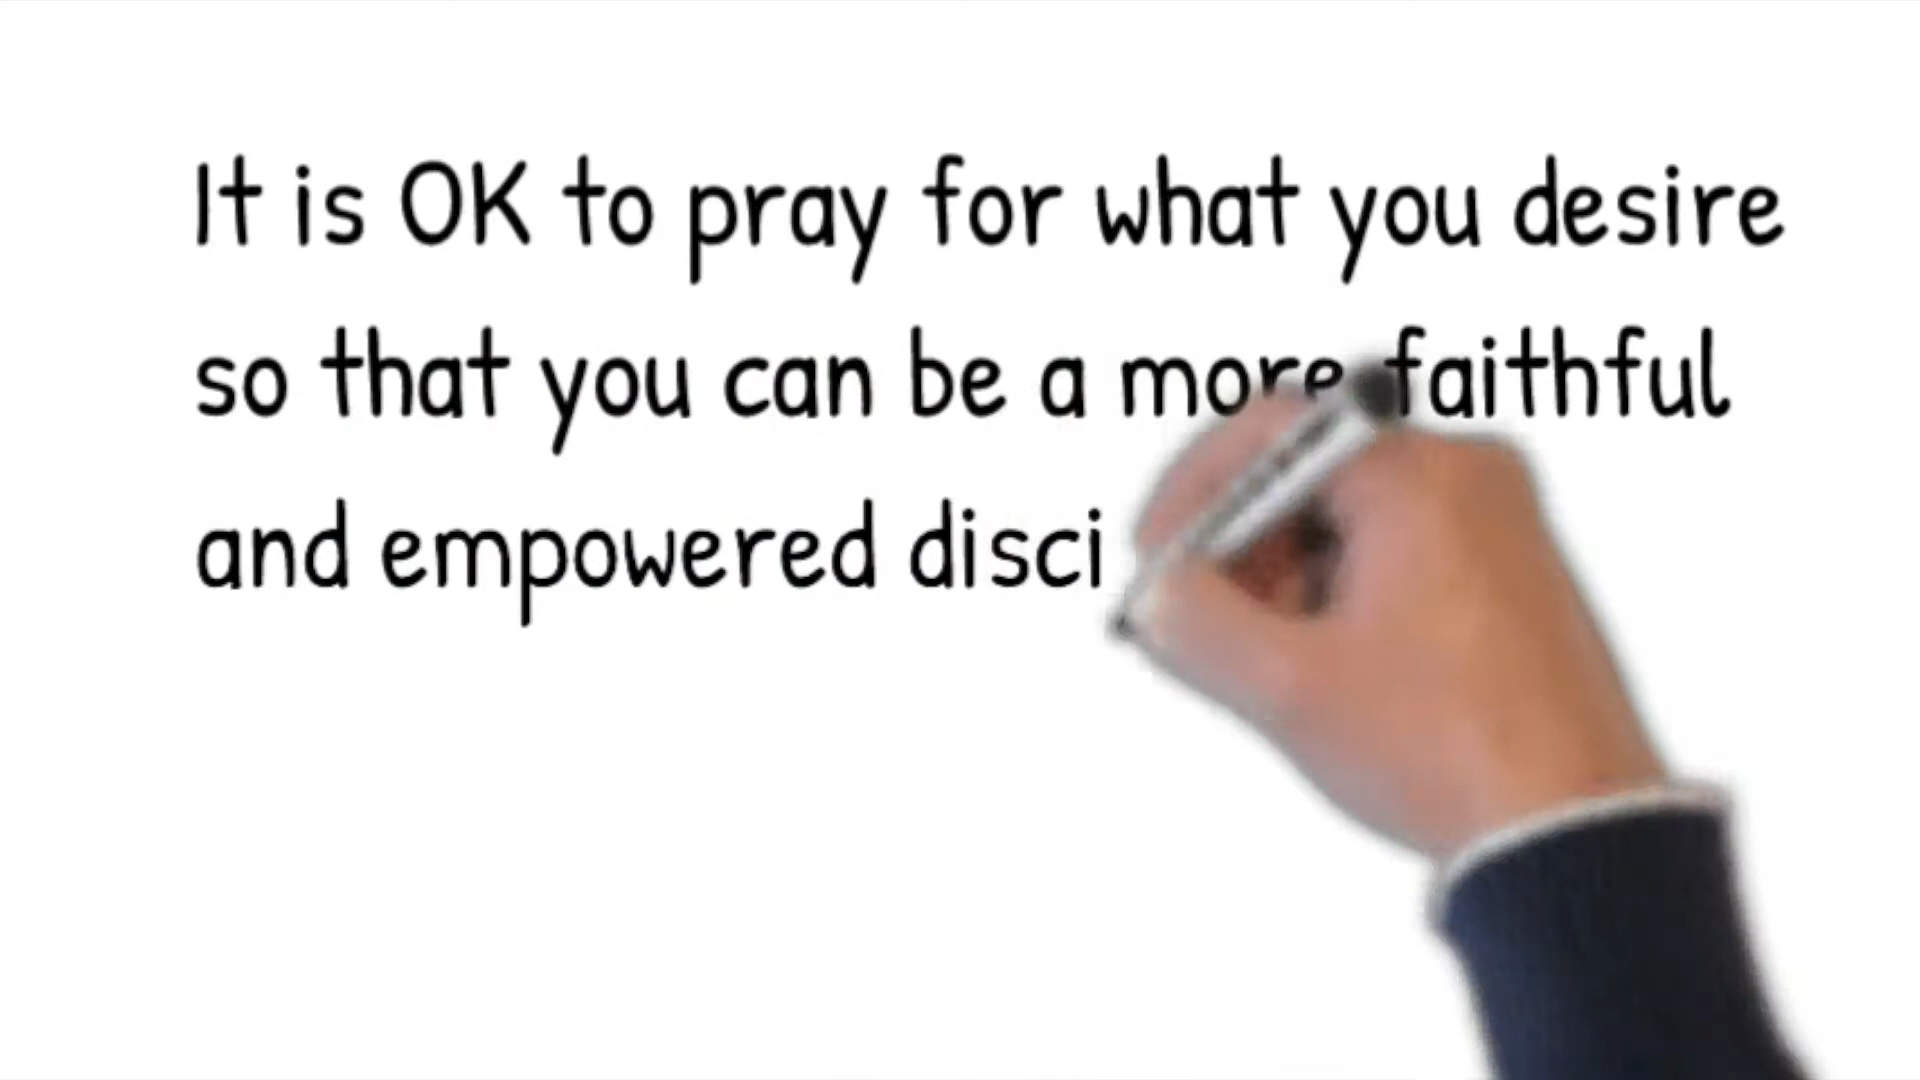 It is OK to pray for what you desire
so that you can be a more faithful
and empowered disci